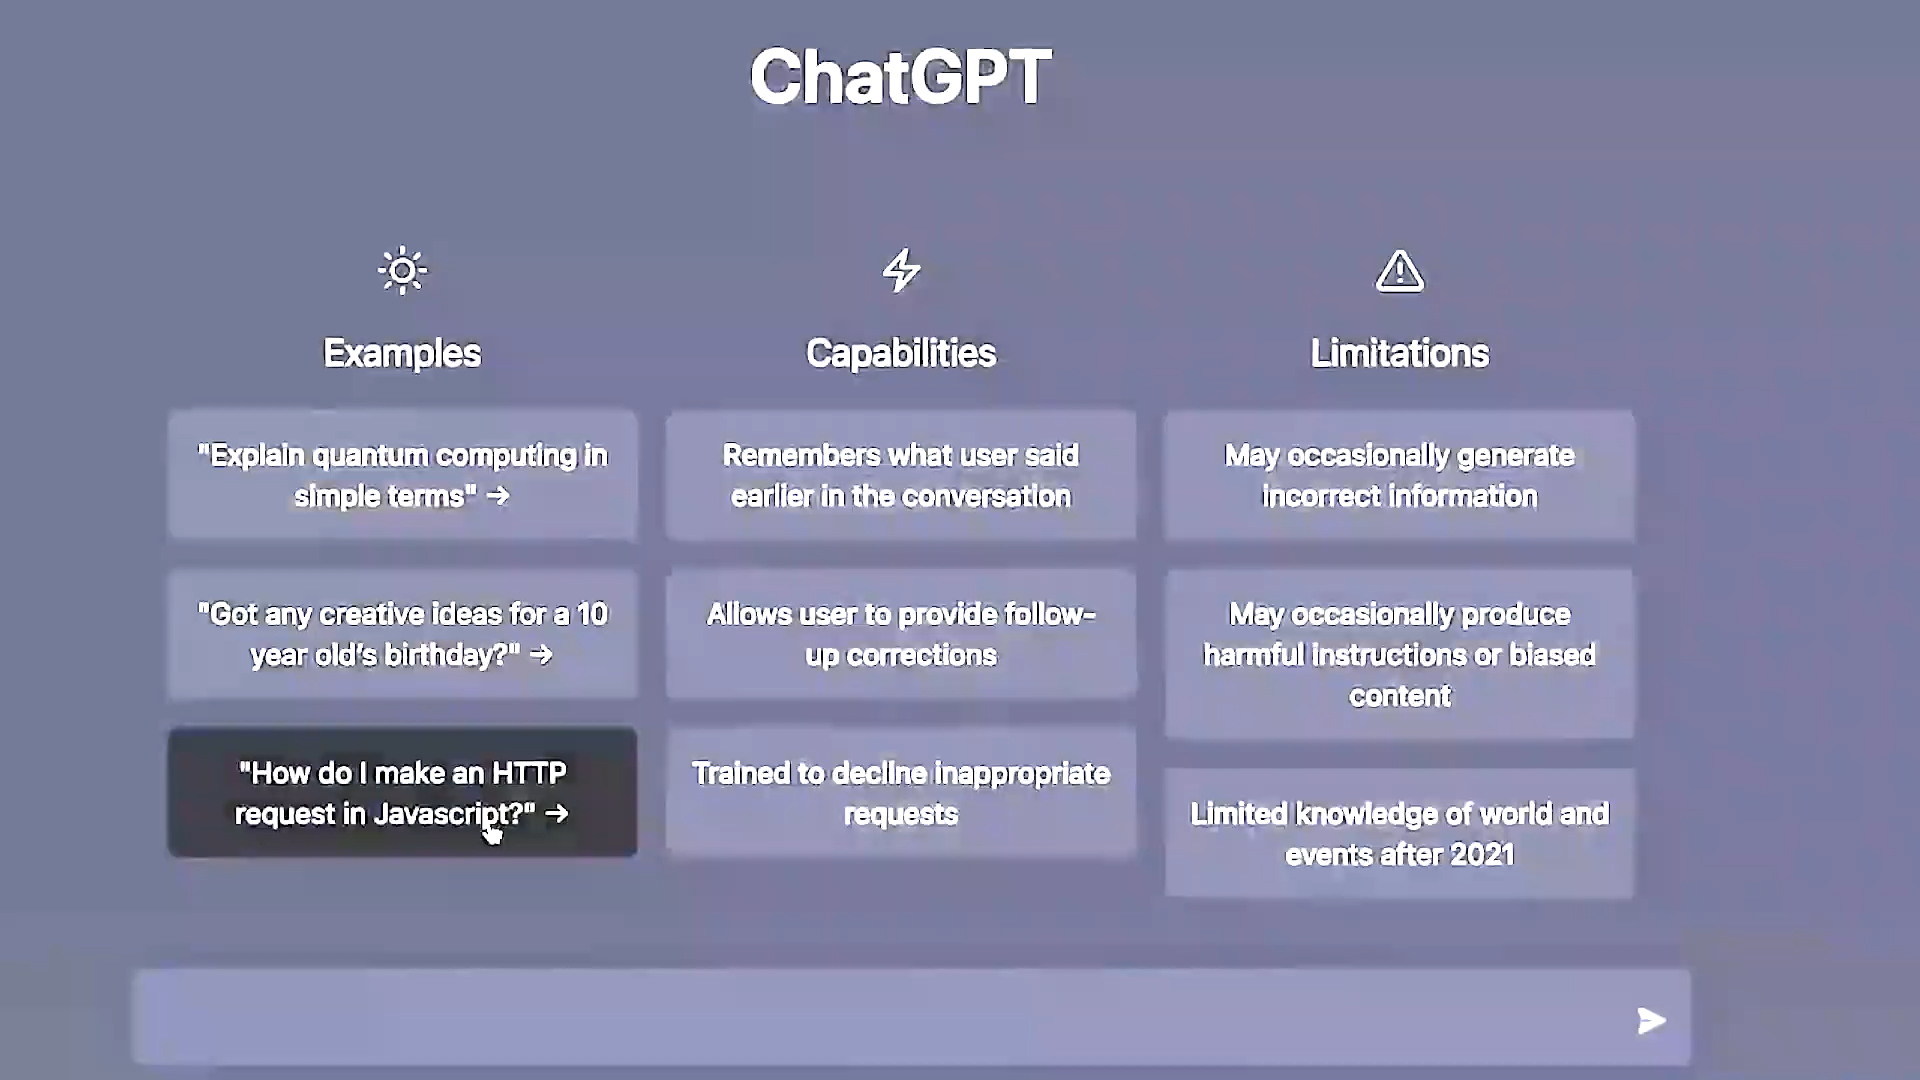 ChatGPT
Examples
"Explain quantum computing in
simple terms" →
"Got any creative ideas for a 10
year old's birthday?" →
"How do I make an HTTP
request in Javascript?" →
Capabilities
Remembers what user said
earlier in the conversation
Allows user to provide follow-
up corrections
Trained to decline inappropriate
requests
Limitations
May occasionally generate
incorrect information
May occasionally produce
harmful instructions or biased
content
Limited knowledge of world and
events after 2021